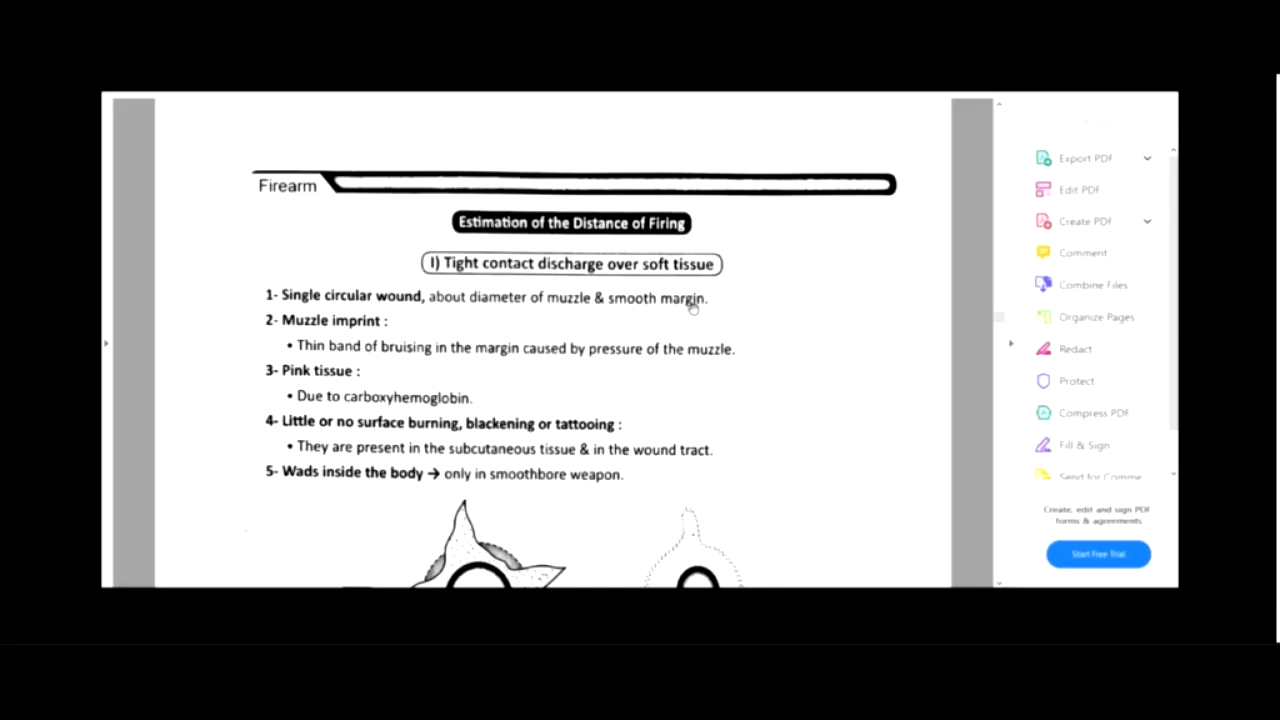 Firearm
Estimation of the Distance of Firing
I) Tight contact discharge over soft tissue
1- Single circular wound, about diameter of muzzle & smooth margin.
2- Muzzle imprint :
• Thin band of bruising in the margin caused by pressure of the muzzle.
3- Pink tissue :
• Due to carboxyhemoglobin.
4- Little or no surface burning, blackening or tattooing :
• They are present in the subcutaneous tissue & in the wound tract.
5- Wads inside the body → only in smoothbore weapon.
Export PDF
Edit PDF
Create PDF
Comment
Combine Files
Organize Pages
Redact
Protect
Compress PDF
Fill & Sign
Send for Comme
Create, edit and sign PDF
forms & agreements
Start Free Trial